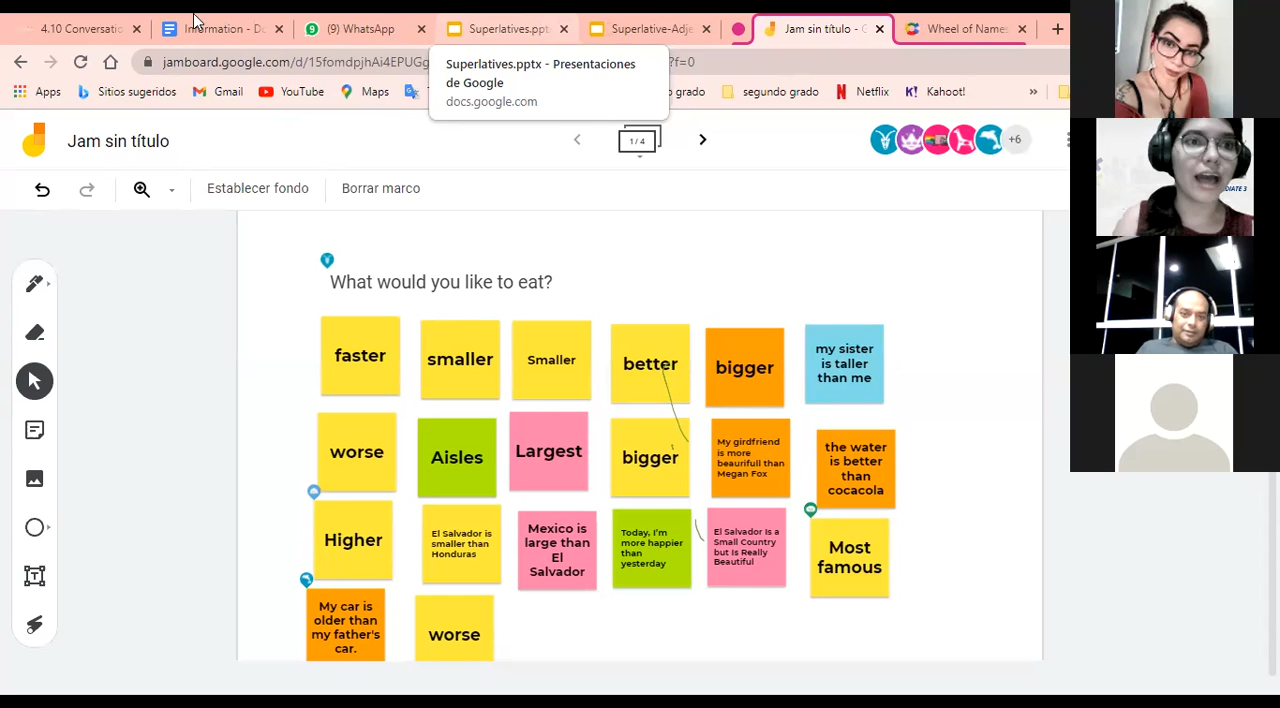 4.10 Conversatio
Information - Do
(9) WhatsApp
Superlatives.ppt
Superlative-Adje
Jam sin título - G
Wheel of Names
jamboard.google.com/d/15fomdpjhAi4EPUGg
?f=0
Superlatives.pptx - Presentaciones
de Google
docs.google.com
Apps
Sitios sugeridos
Gmail
YouTube
Maps
o grado
segundo grado
Netflix
Kahoot!
Jam sin título
1 / 4
+6
Establecer fondo
Borrar marco
DIATE 3
What would you like to eat?
faster
smaller
Smaller
better
bigger
my sister
is taller
than me
worse
Aisles
Largest
bigger
My girdfriend
is more
beaurifull than
Megan Fox
the water
is better
than
cocacola
Higher
El Salvador is
smaller than
Honduras
Mexico is
large than
El
Salvador
Today, I'm
more happier
than
yesterday
El Salvador Is a
Small Country
but Is Really
Beautiful
Most
famous
My car is
older than
my father's
car.
worse